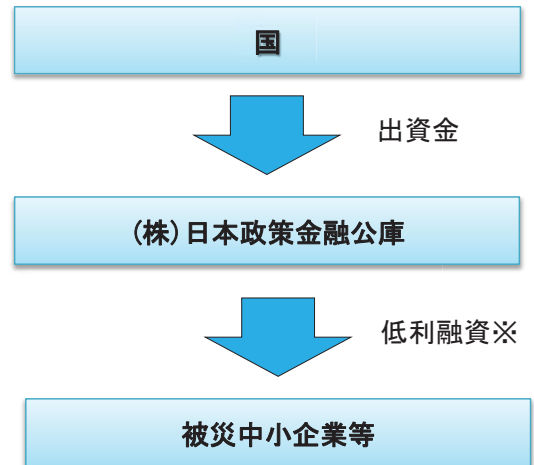 国
出資金
(株)日本政策金融公庫
低利融資※
被災中小企業等